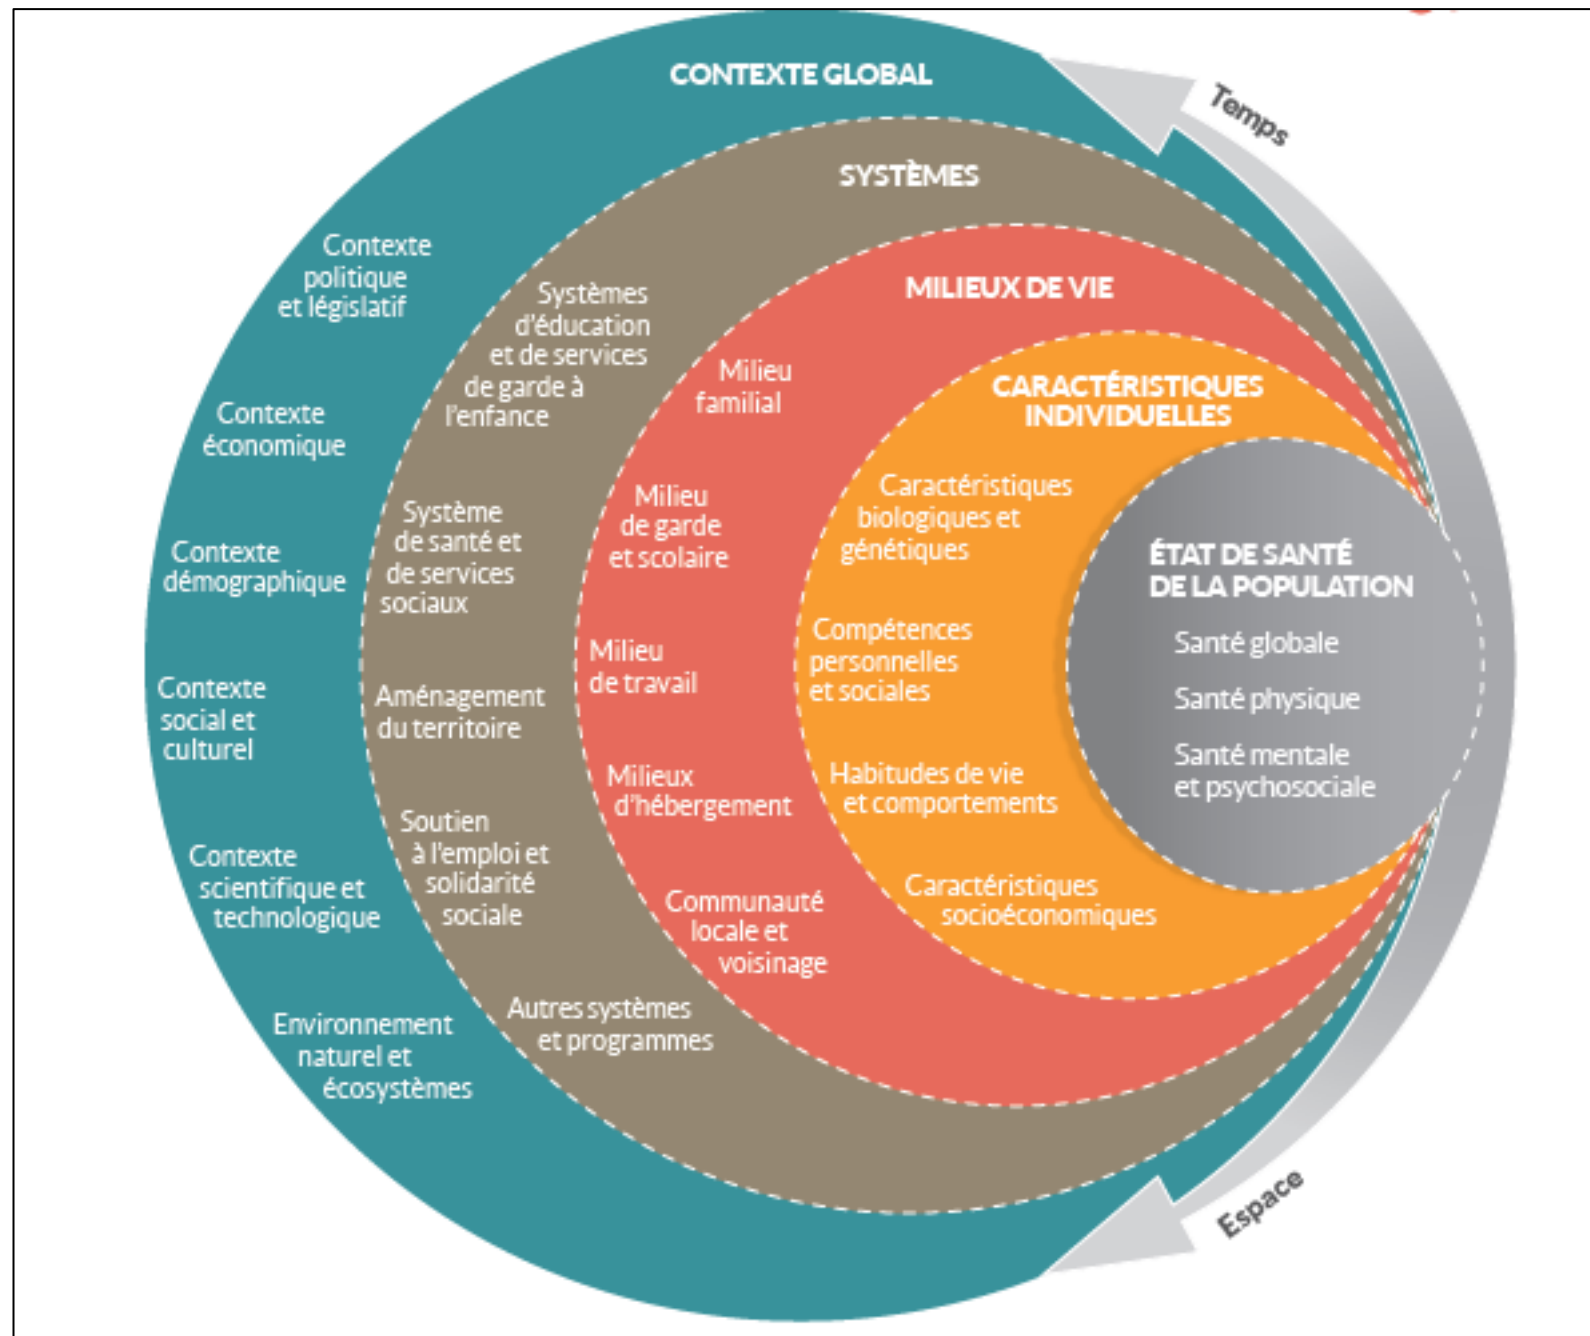 CONTEXTE GLOBAL
Contexte
politique
et législatif
Contexte
économique
Contexte
démographique
Contexte
social et
culturel
Contexte
scientifique et
technologique
Environnement
naturel et
écosystèmes
SYSTÈMES
Systèmes
d'éducation
et de services
de garde à
l'enfance
Système
de santé et
de services
sociaux
Aménagement
du territoire
Soutien
à l'emploi et
solidarité
sociale
Autres systèmes
et programmes
MILIEUX DE VIE
Milieu
familial
Milieu
de garde
et scolaire
Milieu
de travail
Milieux
d'hébergement
Communauté
locale et
voisinage
CARACTÉRISTIQUES
INDIVIDUELLES
Caractéristiques
biologiques et
génétiques
Compétences
personnelles
et sociales
Habitudes de vie
et comportements
Caractéristiques
socioéconomiques
ÉTAT DE SANTÉ
DE LA POPULATION
Santé globale
Santé physique
Santé mentale
et psychosociale
Temps
Espace